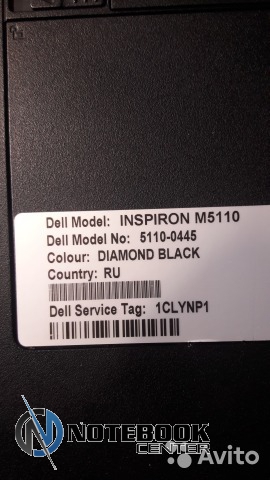 Dell Model: INSPIRON M5110
Dell Model No: 5110-0445
Colour: DIAMOND BLACK
Country: RU
Dell Service Tag: 1CLYNP1
NOTEBOOK
CENTER
Avito